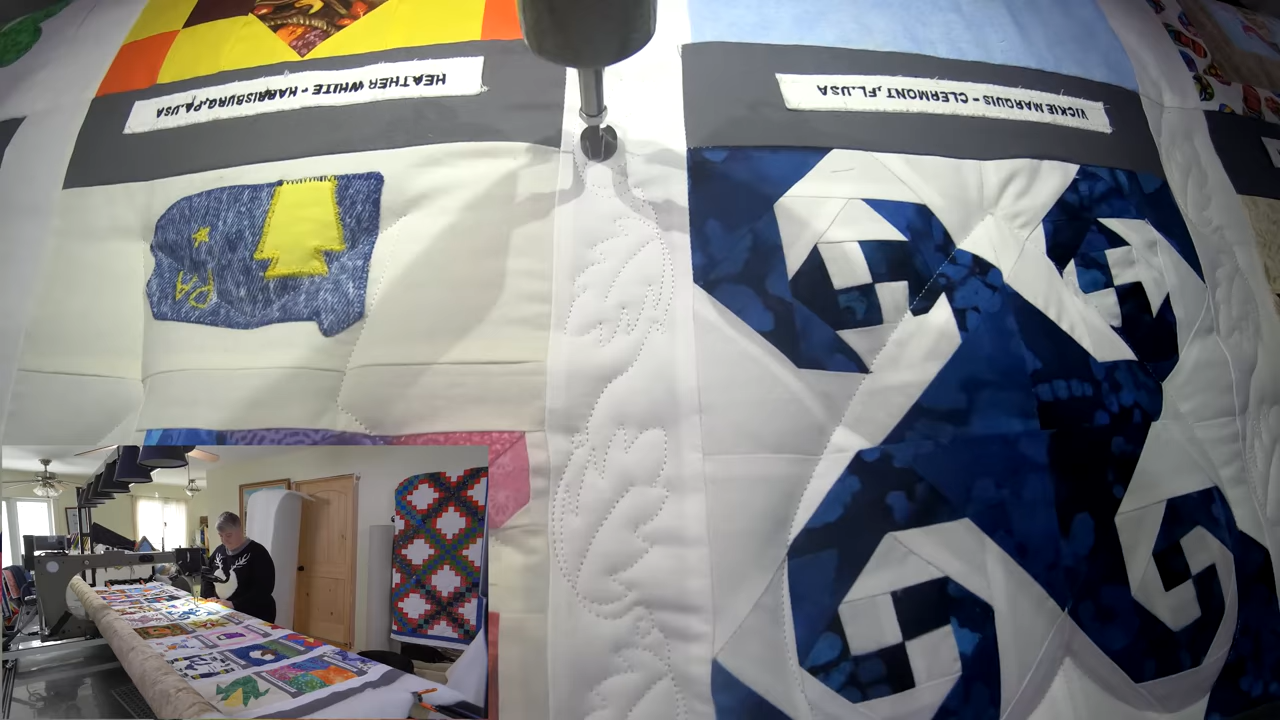 HEATHER WHITE - HARRISBURG, PA. USA
VICKIE MARQUIS - CLERMONT, FL. USA
PA